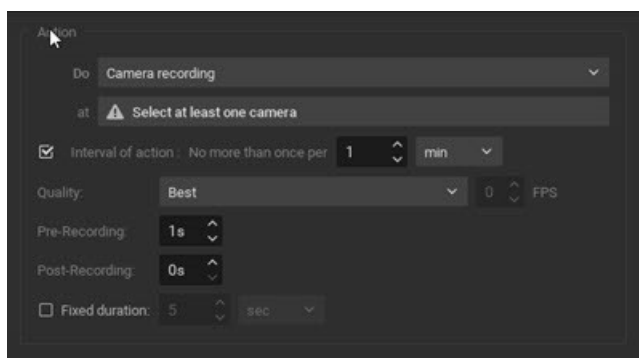 Action
Do Camera recording
at Select at least one camera
Interval of action : No more than once per 1 min
Quality: Best 0 FPS
Pre-Recording: 1s
Post-Recording: 0s
Fixed duration: 5 sec